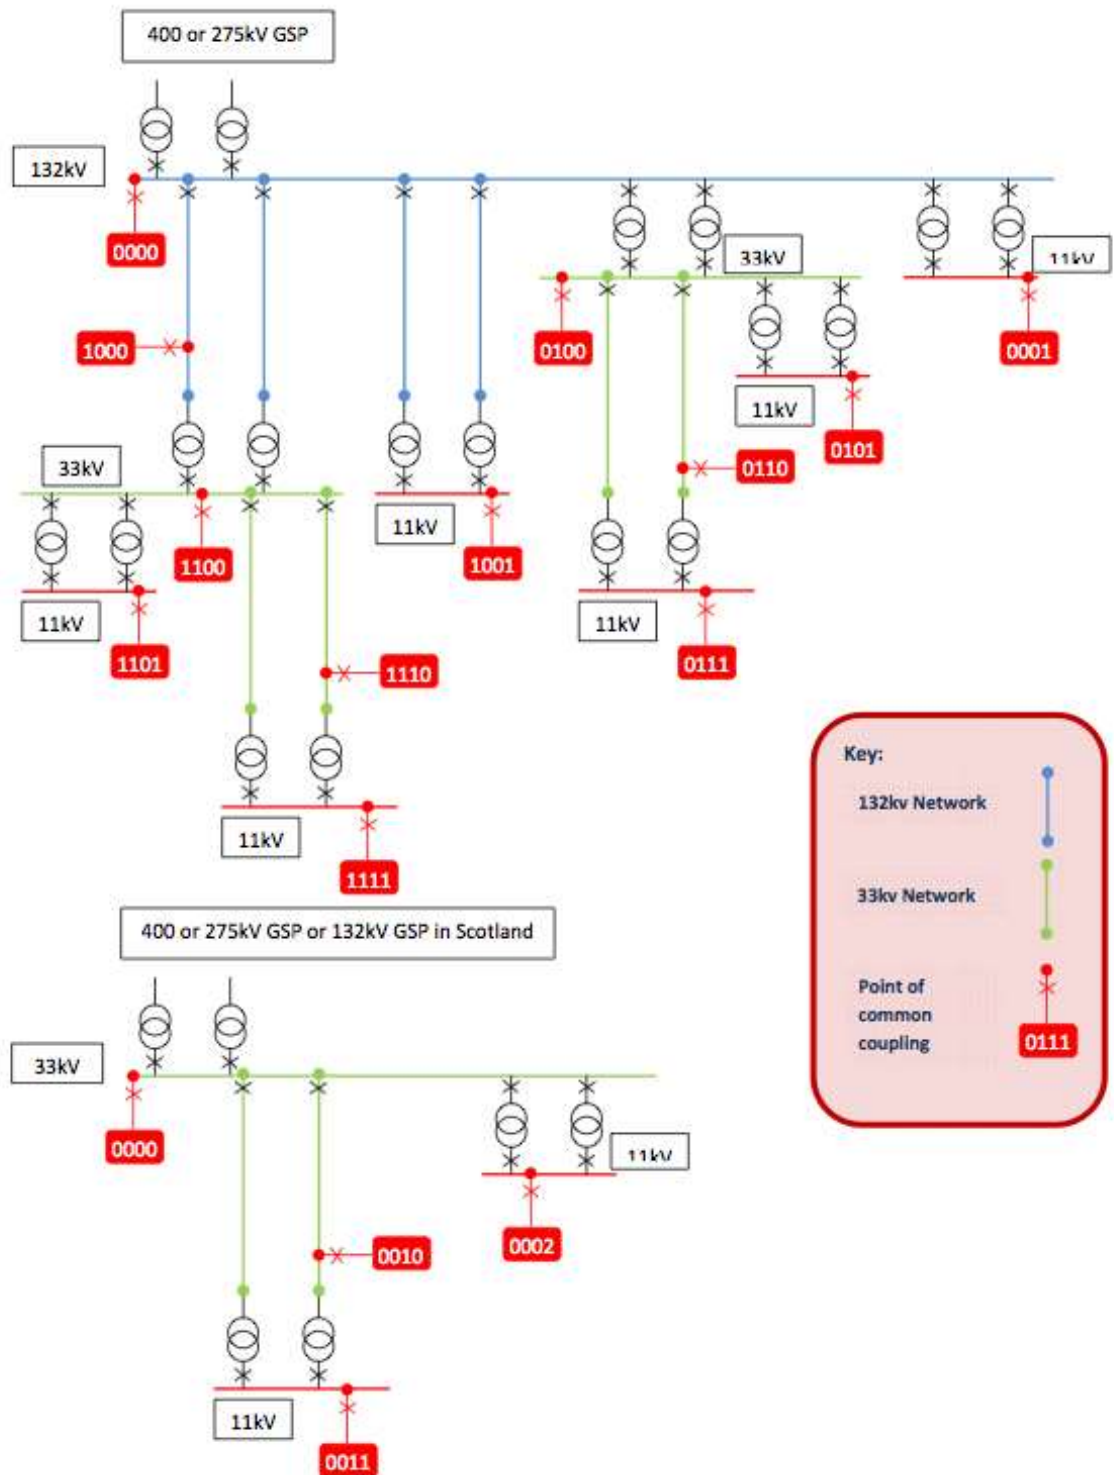 400 or 275kV GSP
132kV
0000
33kV
11kV
1000
0100
0001
11kV
33kV
0101
0110
11kV
1100
1001
11kV
11kV
1101
0111
1110
Key:
132kv Network
11kV
1111
33kv Network
400 or 275kV GSP or 132kV GSP in Scotland
Point of
common
coupling
0111
33kV
0000
11kV
0002
0010
11kV
0011